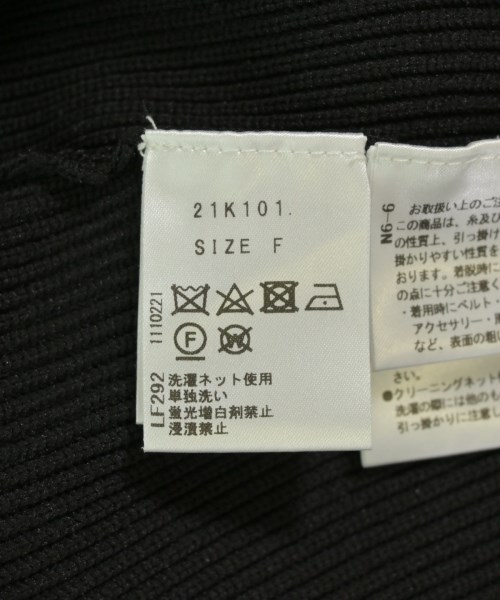 21K101.
SIZE F
F
W
1110221
LF292
洗濯ネット使用
単独洗い
蛍光増白剤禁止
浸漬禁止
9-9N
お取扱い上のご注
この商品は、糸及び
の性質上、引っ掛け
掛かりやすい性質を
おります。着脱時に
の点に十分ご注意く
・着用時にベルト・
アクセサリー・
など、表面の粗い
さい。
●クリーニングネット使
洗濯の際には他のも
引っ掛かりに注意